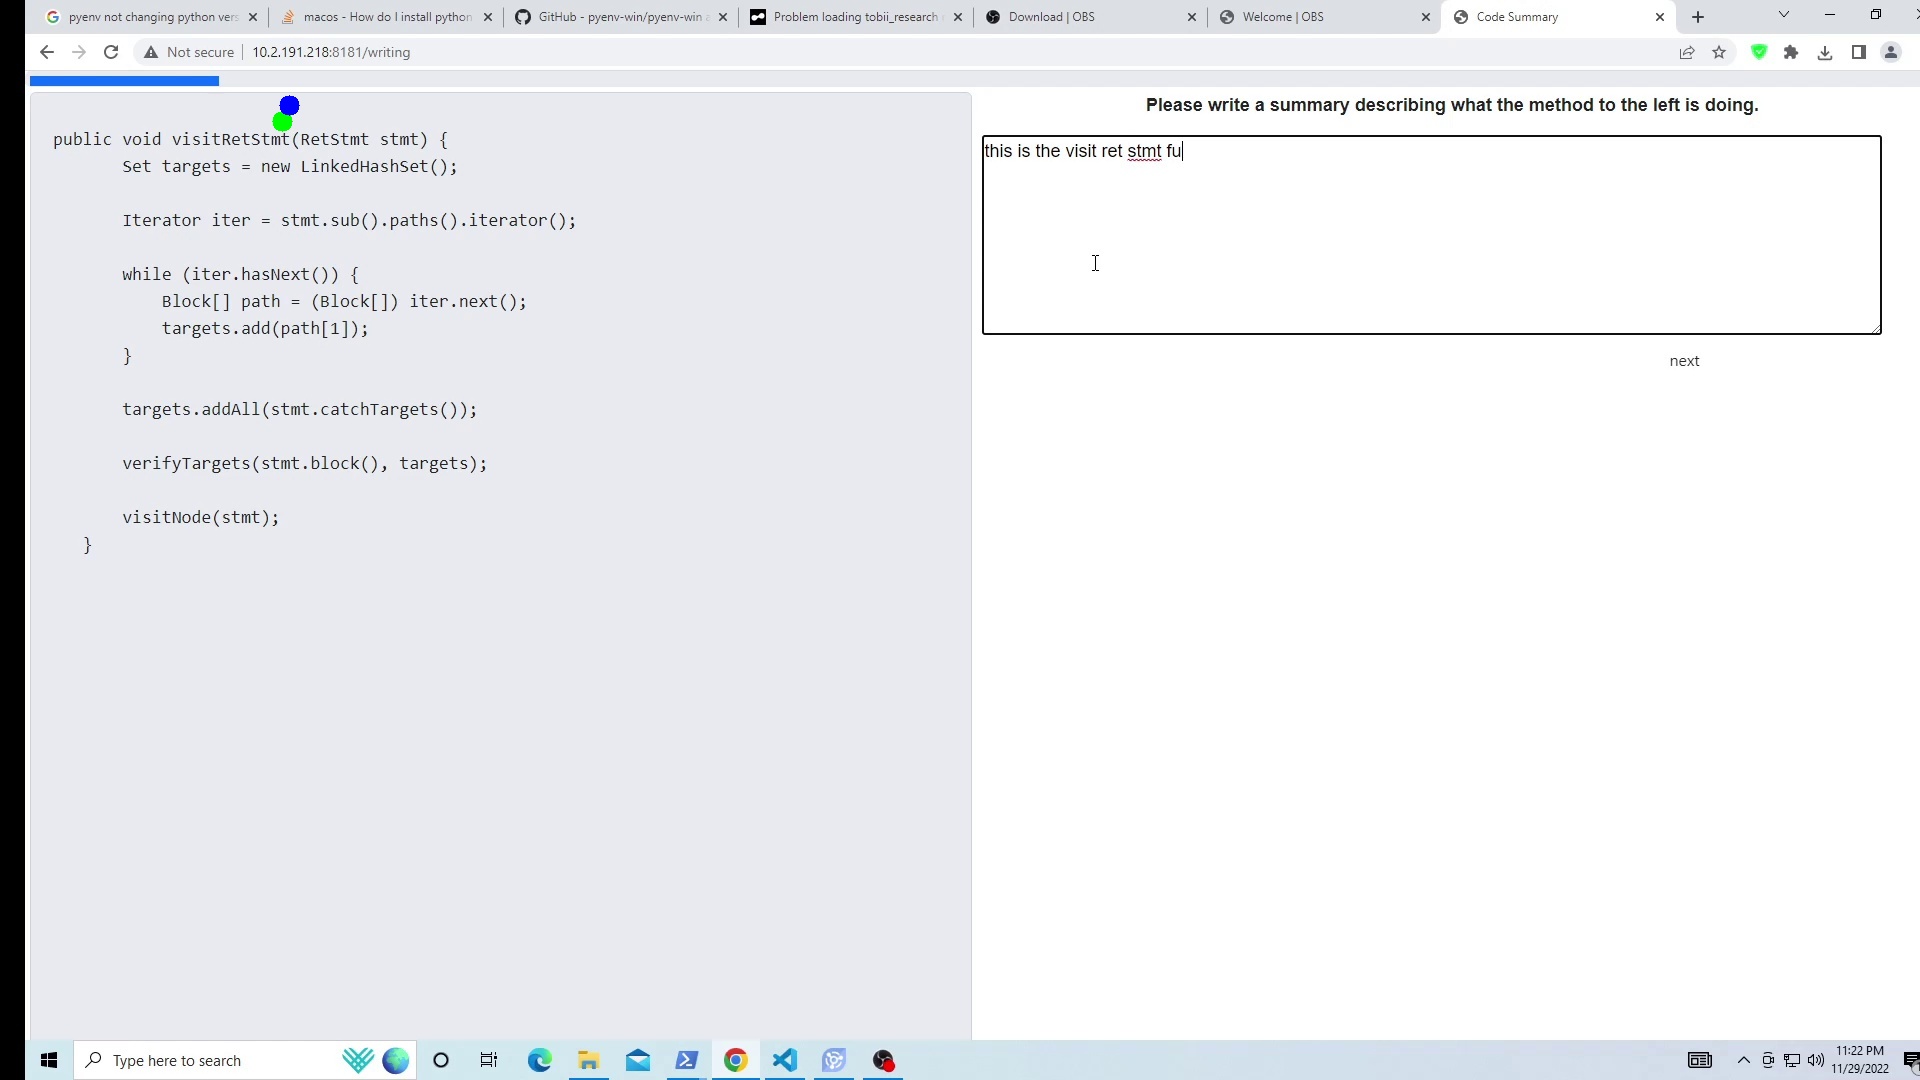 pyenv not changing python vers
macos - How do I install python
GitHub - pyenv-win/pyenv-win
Problem loading tobii_research
Download | OBS
Welcome | OBS
Code Summary
Not secure
10.2.191.218:8181/writing
public void visitRetStmt(RetStmt stmt) {
Set targets = new LinkedHashSet();
Iterator iter = stmt.sub().paths().iterator();
while (iter.hasNext()) {
Block[] path = (Block[]) iter.next();
targets.add(path[1]);
}
targets.addAll(stmt.catchTargets());
verifyTargets(stmt.block(), targets);
visitNode(stmt);
}
Please write a summary describing what the method to the left is doing.
this is the visit ret stmt fu
next
Type here to search
11:22 PM
11/29/2022